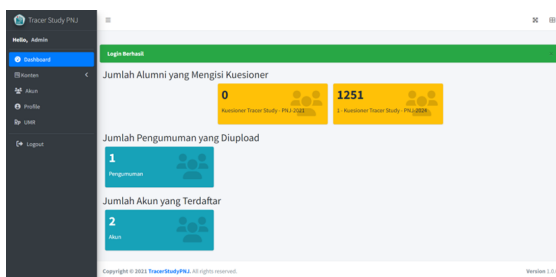 Tracer Study PNJ
Hello, Admin
Dashboard
Konten
Akun
Profile
Rp UMR
Logout
Login Berhasil
Jumlah Alumni yang Mengisi Kuesioner
0
Kuesioner Tracer Study - PNJ-2023
1251
1 - Kuesioner Tracer Study - PNJ-2024
Jumlah Pengumuman yang Diupload
1
Pengumuman
Jumlah Akun yang Terdaftar
2
Akun
Copyright © 2021 TracerStudyPNJ. All rights reserved.
Version 1.0